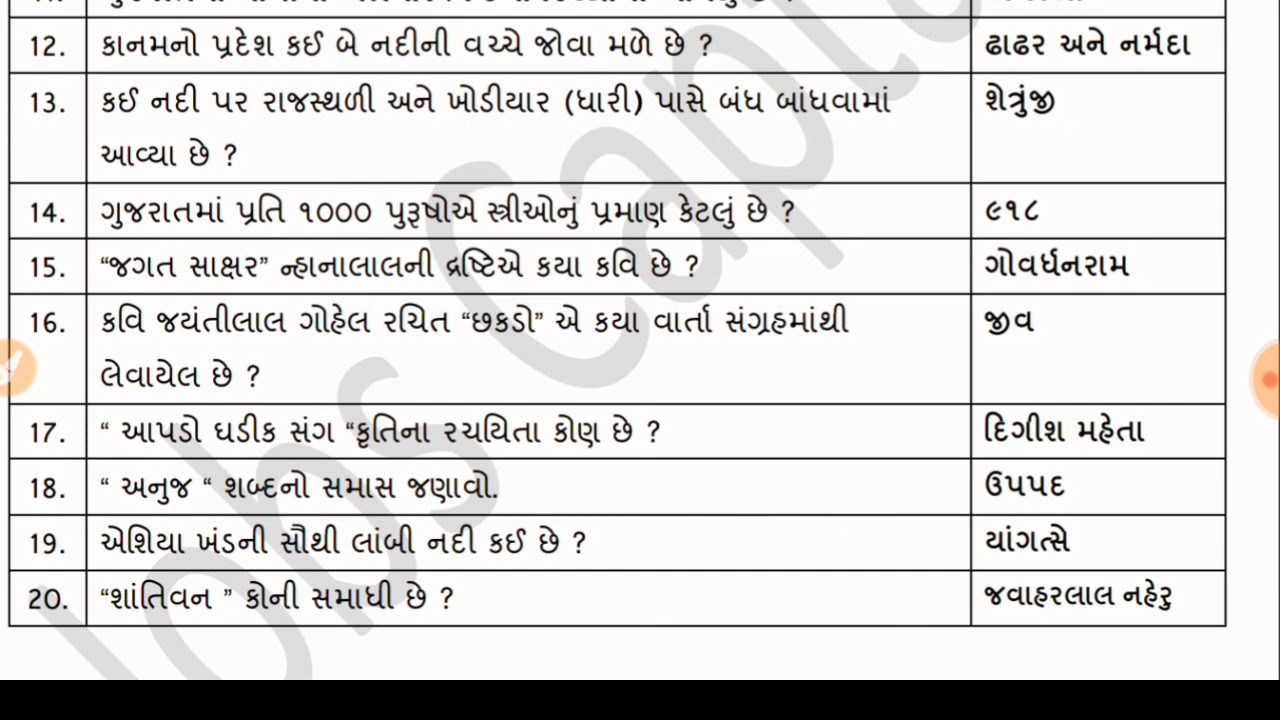 12. કાનમનો પ્રદેશ કઈ બે નદીની વચ્ચે જોવા મળે છે ? ઢાઢર અને નર્મદા
13. કઈ નદી પર રાજસ્થળી અને ખોડીયાર (ધારી) પાસે બંધ બાંધવામાં શેત્રુંજી
આવ્યા છે ?
14. ગુજરાતમાં પ્રતિ ૧૦૦૦ પુરૂષોએ સ્ત્રીઓનું પ્રમાણ કેટલું છે ? ૯૧૮
15. “જગત સાક્ષર” ન્હાનાલાલની દ્રષ્ટિએ કયા કવિ છે ? ગોવર્ધનરામ
16. કવિ જયંતીલાલ ગોહેલ રચિત “છકડો” એ કયા વાર્તા સંગ્રહમાંથી જીવ
લેવાયેલ છે ?
17. “ આપડો ઘડીક સંગ “કૃતિના રચયિતા કોણ છે ? દિગીશ મહેતા
18. “ અનુજ “ શબ્દનો સમાસ જણાવો. ઉપપદ
19. એશિયા ખંડની સૌથી લાંબી નદી કઈ છે ? યાંગત્સે
20. “શાંતિવન ” કોની સમાધી છે ? જવાહરલાલ નહેરુ
Jobs Capt